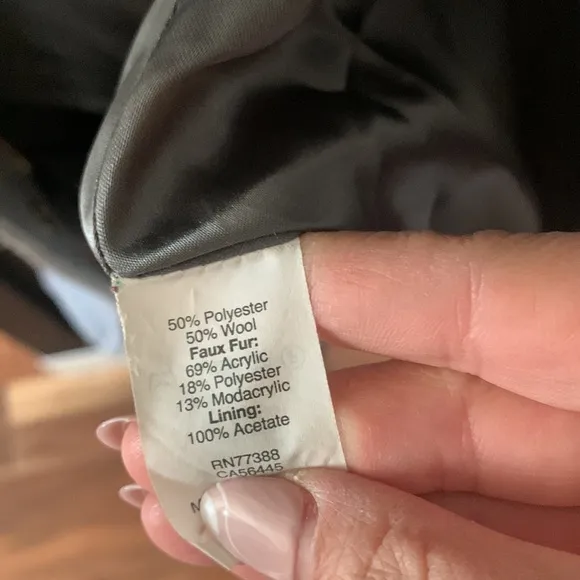 50% Polyester
50% Wool
Faux Fur:
69% Acrylic
18% Polyester
13% Modacrylic
Lining:
100% Acetate
RN77388
CA56445